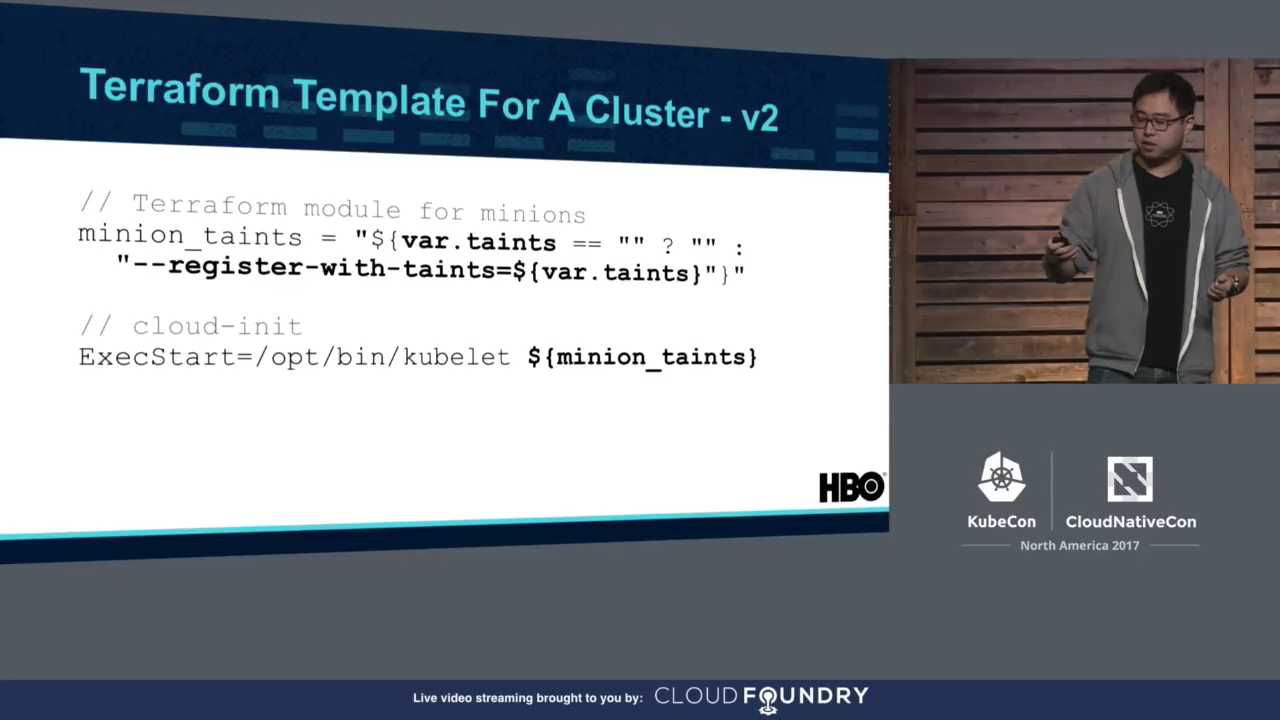 Terraform Template For A Cluster - v2
// Terraform module for minions
minion_taints = "${var.taints == "" ? "" :
"--register-with-taints=${var.taints}"}"
// cloud-init
ExecStart=/opt/bin/kubelet ${minion_taints}
HBO
KubeCon
CloudNativeCon
North America 2017
Live video streaming brought to you by: CLOUD FOUNDRY